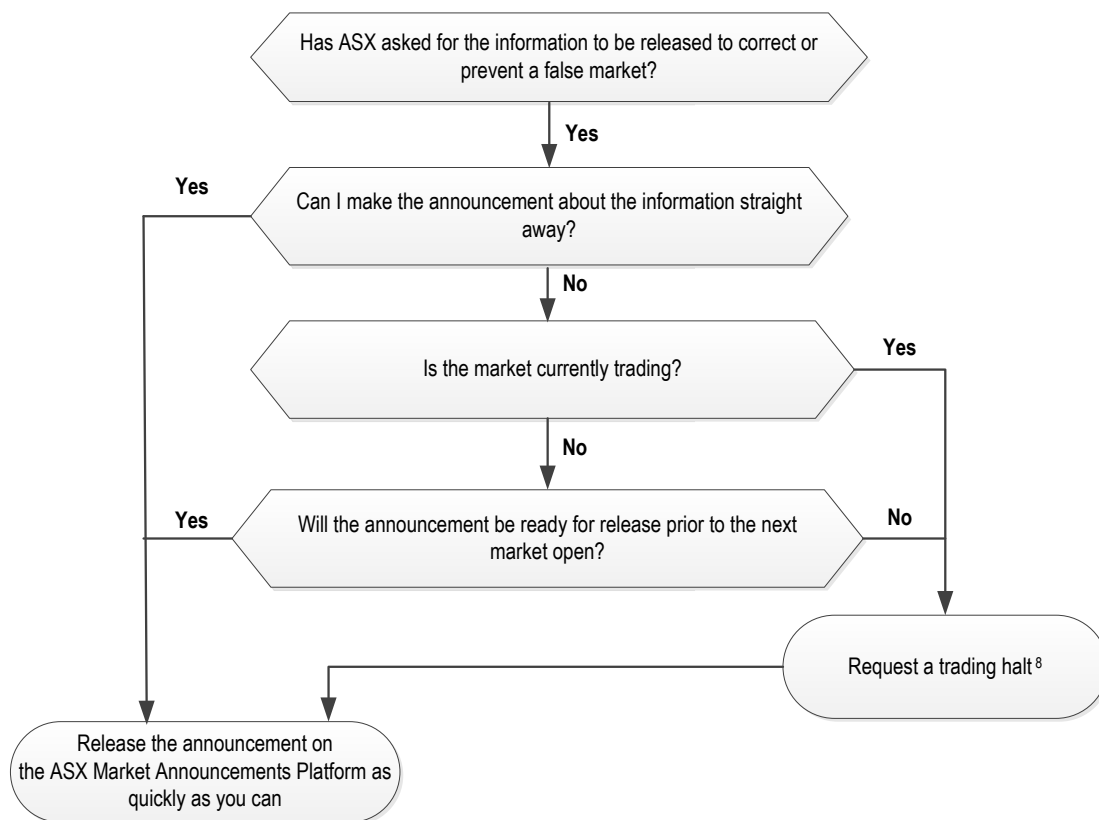 Has ASX asked for the information to be released to correct or
prevent a false market?
Yes
Yes
Can I make the announcement about the information straight
away?
No
Is the market currently trading?
Yes
No
Yes
Will the announcement be ready for release prior to the next
market open?
No
Request a trading halt 8
Release the announcement on
the ASX Market Announcements Platform as
quickly as you can